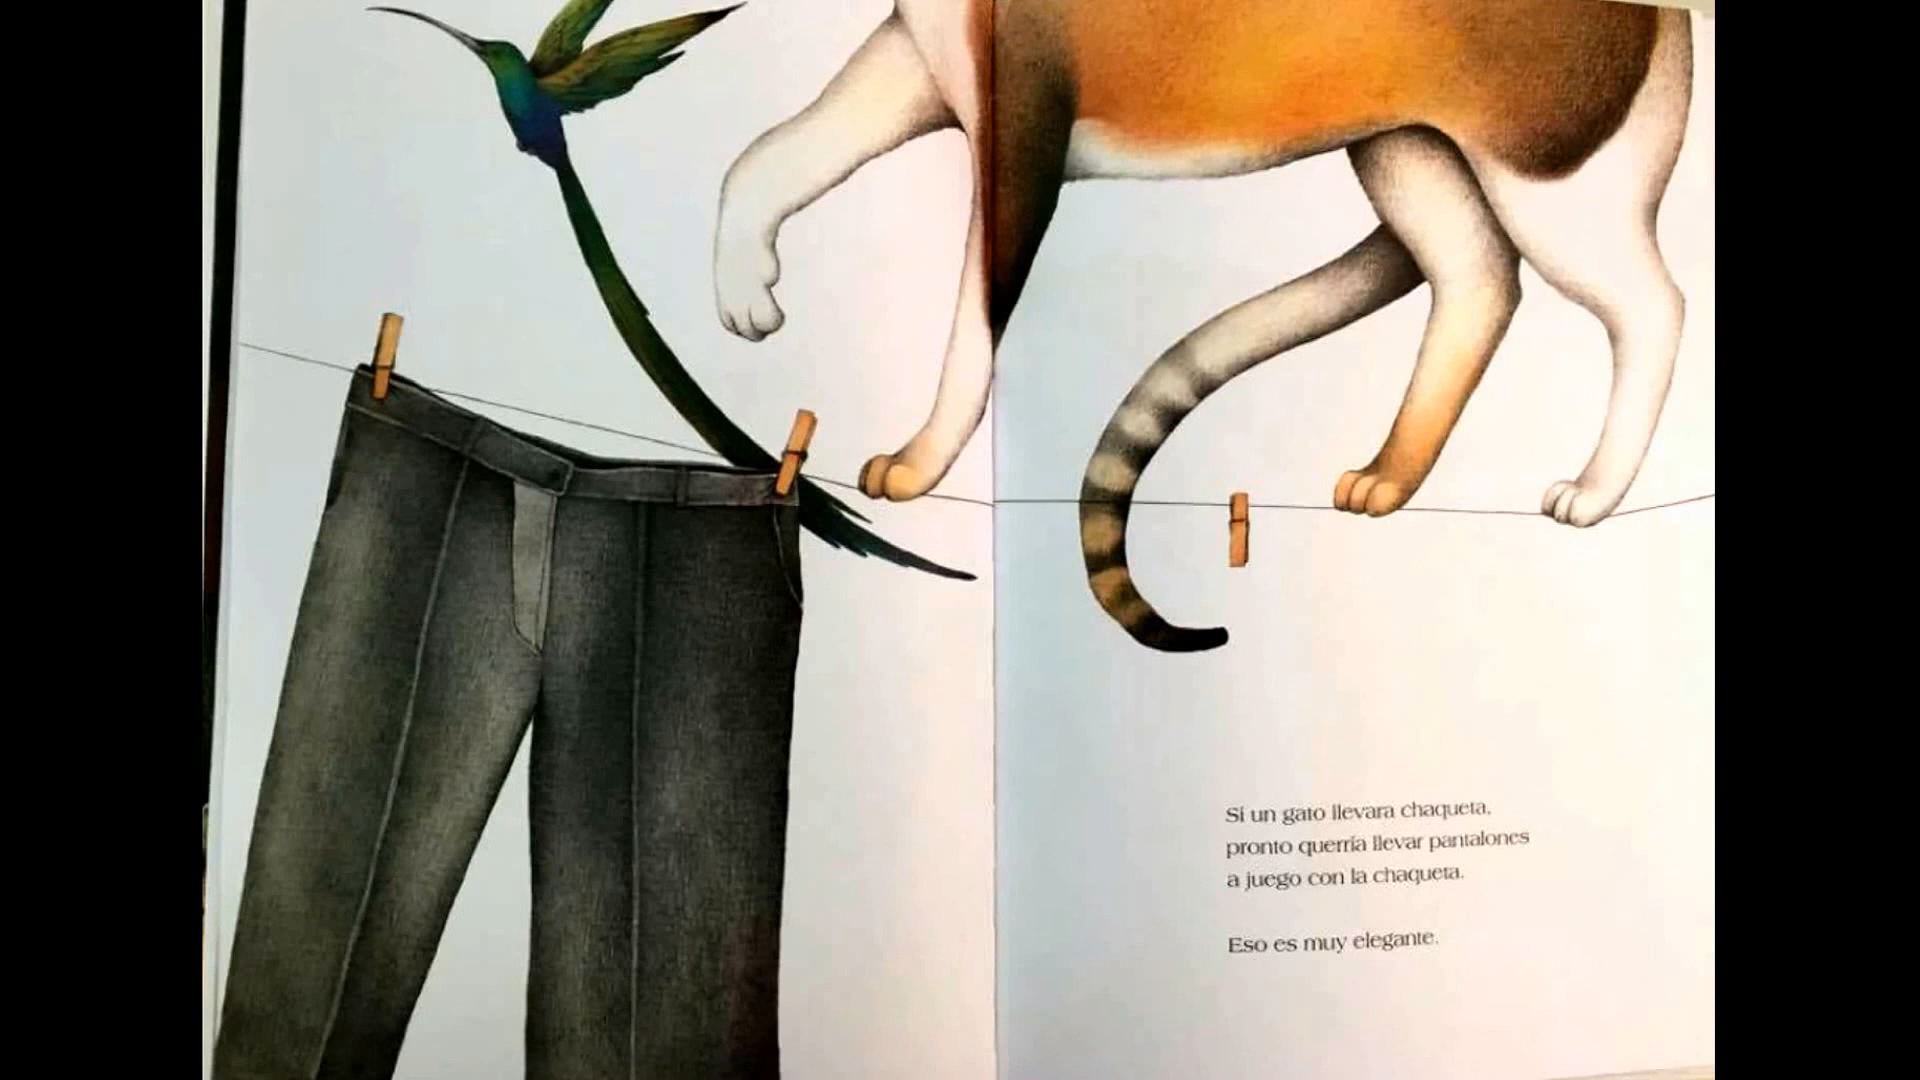 Si un gato llevara chaqueta,
pronto querría llevar pantalones
a juego con la chaqueta.
Eso es muy elegante.